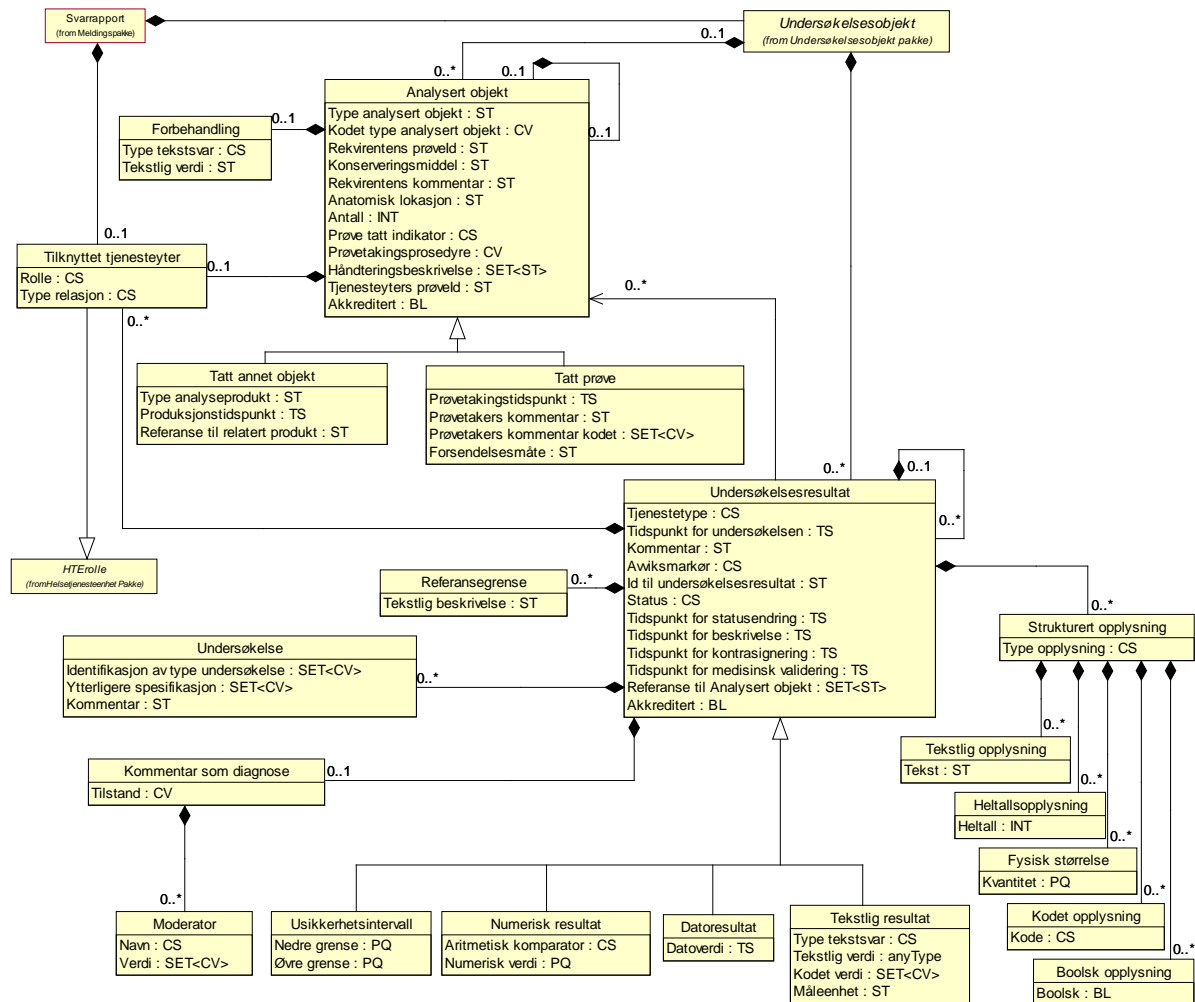 Svarrapport
(from Meldingspakke)
Undersøkelsesobjekt
(from Undersøkelsesobjekt pakke)
0..1
0..*
0..1
0..1
Analysert objekt
Type analysert objekt : ST
Kodet type analysert objekt : CV
Rekvirentens prøveId : ST
Konserveringsmiddel : ST
Rekvirentens kommentar : ST
Anatomisk lokasjon : ST
Antall : INT
Prøve tatt indikator : CS
Prøvetakingsprosedyre : CV
Håndteringsbeskrivelse : SET<ST>
Tjenesteyters prøveId : ST
Akkreditert : BL
0..1
Forbehandling
Type tekstsvar : CS
Tekstlig verdi : ST
0..1
Tilknyttet tjenesteyter
Rolle : CS
Type relasjon : CS
0..1
0..*
0..*
Tatt annet objekt
Type analyseprodukt : ST
Produksjonstidspunkt : TS
Referanse til relatert produkt : ST
Tatt prøve
Prøvetakingstidspunkt : TS
Prøvetakers kommentar : ST
Prøvetakers kommentar kodet : SET<CV>
Forsendelsesmåte : ST
0..*
0..1
0..*
Undersøkelsesresultat
Tjenestetype : CS
Tidspunkt for undersøkelsen : TS
Kommentar : ST
Avviksmarkør : CS
Id til undersøkelsesresultat : ST
Status : CS
Tidspunkt for statusendring : TS
Tidspunkt for beskrivelse : TS
Tidspunkt for kontrasignering : TS
Tidspunkt for medisinsk validering : TS
Referanse til Analysert objekt : SET<ST>
Akkreditert : BL
HTErolle
(fromHelsetjenesteenhet Pakke)
Referansegrense
Tekstlig beskrivelse : ST
0..*
0..*
Strukturert opplysning
Type opplysning : CS
Undersøkelse
Identifikasjon av type undersøkelse : SET<CV>
Ytterligere spesifikasjon : SET<CV>
Kommentar : ST
0..*
0..*
Tekstlig opplysning
Tekst : ST
0..*
Heltallsopplysning
Heltall : INT
0..*
Fysisk størrelse
Kvantitet : PQ
0..*
Kodet opplysning
Kode : CS
0..*
Boolsk opplysning
Boolsk : BL
Kommentar som diagnose
Tilstand : CV
0..1
0..*
Moderator
Navn : CS
Verdi : SET<CV>
Usikkerhetsintervall
Nedre grense : PQ
Øvre grense : PQ
Numerisk resultat
Aritmetisk komparator : CS
Numerisk verdi : PQ
Datoresultat
Datoverdi : TS
Tekstlig resultat
Type tekstsvar : CS
Tekstlig verdi : anyType
Kodet verdi : SET<CV>
Måleenhet : ST